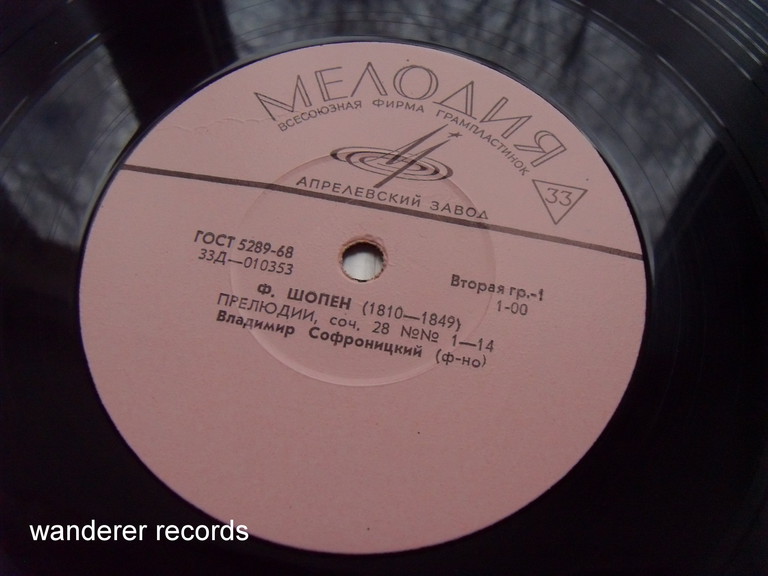 МЕЛОДИЯ
ВСЕСОЮЗНАЯ ФИРМА ГРАМПЛАСТИНОК
АПРЕЛЕВСКИЙ ЗАВОД
33
ГОСТ 5289-68
33Д—010353
Вторая гр.-1
1-00
Ф. ШОПЕН (1810—1849)
ПРЕЛЮДИИ, соч. 28 №№ 1—14
Владимир Софроницкий (ф-но)
wanderer records